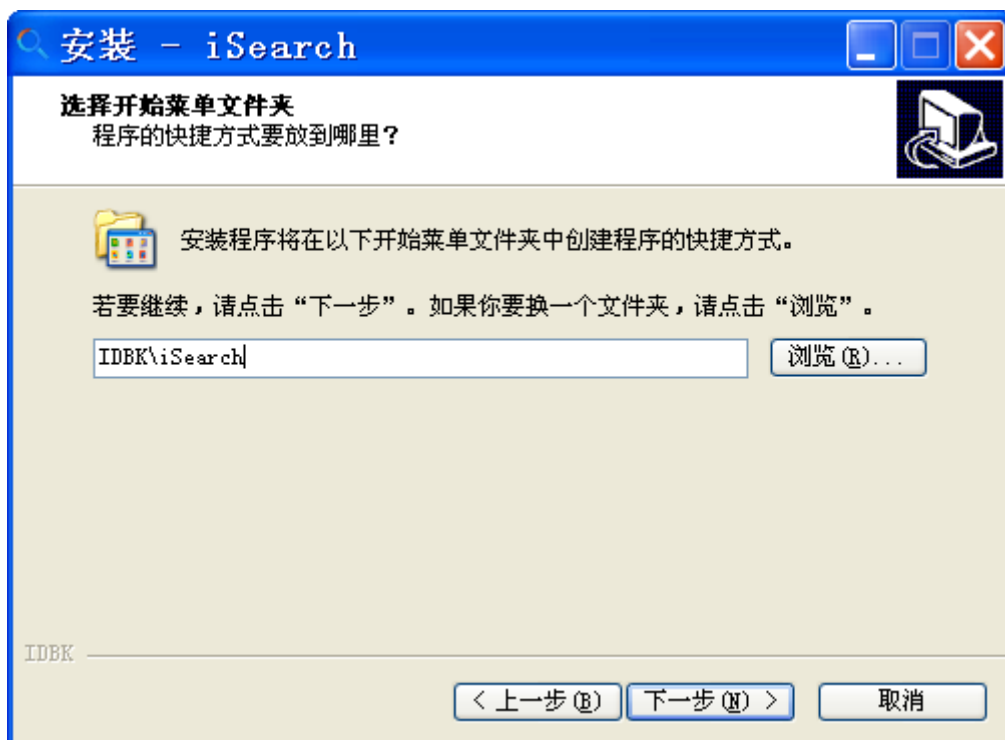 安装 - iSearch
选择开始菜单文件夹
程序的快捷方式要放到哪里?
安装程序将在以下开始菜单文件夹中创建程序的快捷方式。
若要继续，请点击“下一步”。如果你要换一个文件夹，请点击“浏览”。
IDBK\iSearch
浏览(R)...
IDBK
< 上一步(B)
下一步(N) >
取消